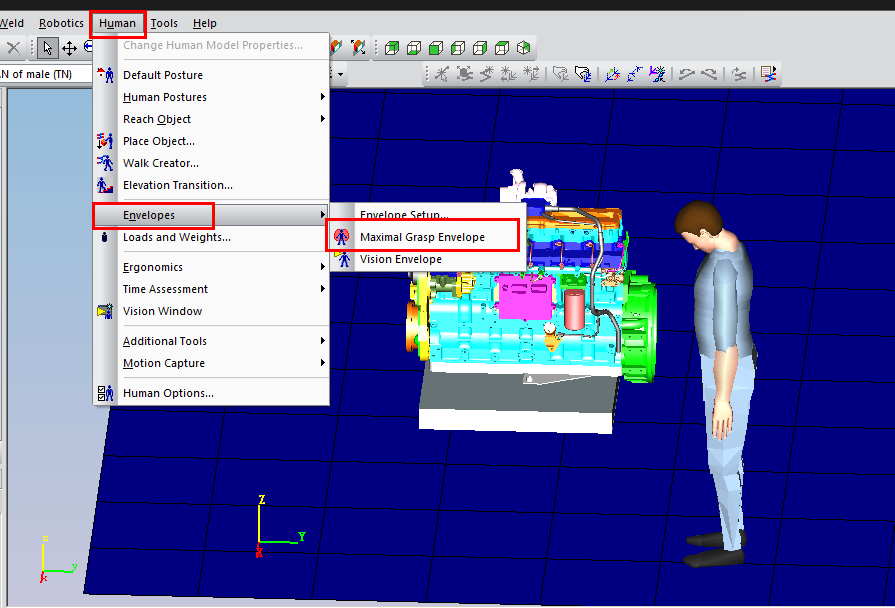 Weld Robotics Human Tools Help
N of male (TN)
Change Human Model Properties...
Default Posture
Human Postures
Reach Object
Place Object...
Walk Creator...
Elevation Transition...
Envelopes
Envelope Setup...
Loads and Weights...
Maximal Grasp Envelope
Vision Envelope
Ergonomics
Time Assessment
Vision Window
Additional Tools
Motion Capture
Human Options...
Z
Y
X
z
y
x